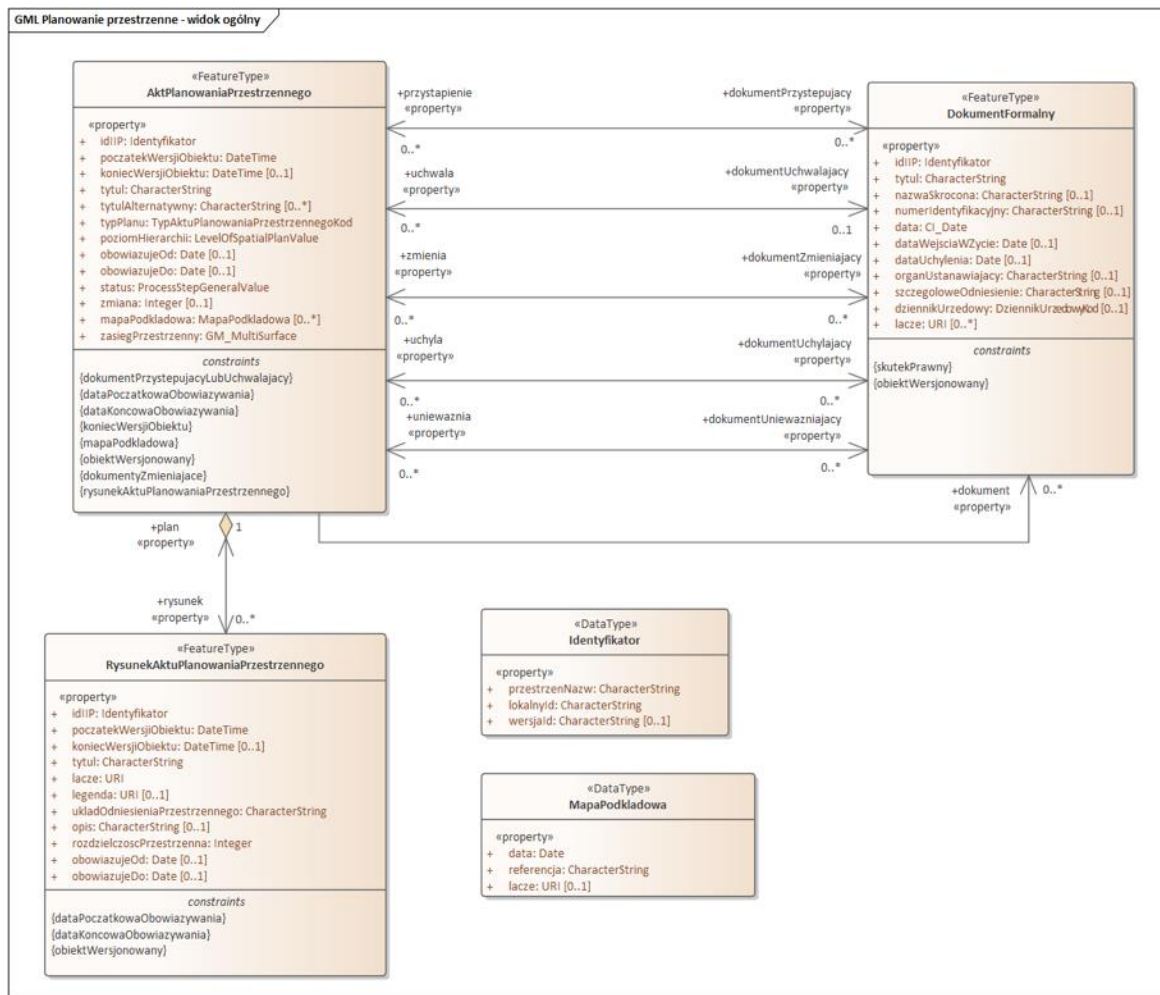 GML Planowanie przestrzenne - widok ogólny
«FeatureType»
AktPlanowaniaPrzestrzennego
«property»
+ idIIP: Identyfikator
+ poczatekWersjiObiektu: DateTime
+ koniecWersjiObiektu: DateTime [0..1]
+ tytul: CharacterString
+ tytulAlternatywny: CharacterString [0..*]
+ typPlanu: TypAktuPlanowaniaPrzestrzennegoKod
+ poziomHierarchii: LevelOfSpatialPlanValue
+ obowiazujeOd: Date [0..1]
+ obowiazujeDo: Date [0..1]
+ status: ProcessStepGeneralValue
+ zmiana: Integer [0..1]
+ mapaPodkladowa: MapaPodkladowa [0..*]
+ zasiegPrzestrzenny: GM_MultiSurface
constraints
{dokumentPrzystepujacyLubUchwalajacy}
{dataPoczatkowaObowiazywania}
{dataKoncowaObowiazywania}
{koniecWersjiObiektu}
{mapaPodkladowa}
{obiektWersjonowany}
{dokumentyZmieniajace}
{rysunekAktuPlanowaniaPrzestrzennego}
+przystapienie
«property»
0..*
+dokumentPrzystepujacy
«property»
0..*
+uchwala
«property»
0..*
+dokumentUchwalajacy
«property»
0..1
+zmienia
«property»
0..*
+dokumentZmieniajacy
«property»
0..*
+uchyla
«property»
0..*
+dokumentUchylajacy
«property»
0..*
+uniewaznia
«property»
0..*
+dokumentUniewazniajacy
«property»
0..*
«FeatureType»
DokumentFormalny
«property»
+ idIIP: Identyfikator
+ tytul: CharacterString
+ nazwaSkrocona: CharacterString [0..1]
+ numerIdentyfikacyjny: CharacterString [0..1]
+ data: CI_Date
+ dataWejsciaWZycie: Date [0..1]
+ dataUchylenia: Date [0..1]
+ organUstanawiajacy: CharacterString [0..1]
+ szczegoloweOdniesienie: CharacterString [0..1]
+ dziennikUrzedowy: DziennikUrzedowyKod [0..1]
+ lacze: URI [0..*]
constraints
{skutekPrawny}
{obiektWersjonowany}
+dokument
«property»
0..*
+plan
«property»
1
+rysunek
«property»
0..*
«FeatureType»
RysunekAktuPlanowaniaPrzestrzennego
«property»
+ idIIP: Identyfikator
+ poczatekWersjiObiektu: DateTime
+ koniecWersjiObiektu: DateTime [0..1]
+ tytul: CharacterString
+ lacze: URI
+ legenda: URI [0..1]
+ ukladOdniesieniaPrzestrzennego: CharacterString
+ opis: CharacterString [0..1]
+ rozdzielczoscPrzestrzenna: Integer
+ obowiazujeOd: Date [0..1]
+ obowiazujeDo: Date [0..1]
constraints
{dataPoczatkowaObowiazywania}
{dataKoncowaObowiazywania}
{obiektWersjonowany}
«DataType»
Identyfikator
«property»
+ przestrzenNazw: CharacterString
+ lokalnyId: CharacterString
+ wersjaId: CharacterString [0..1]
«DataType»
MapaPodkladowa
«property»
+ data: Date
+ referencja: CharacterString
+ lacze: URI [0..1]